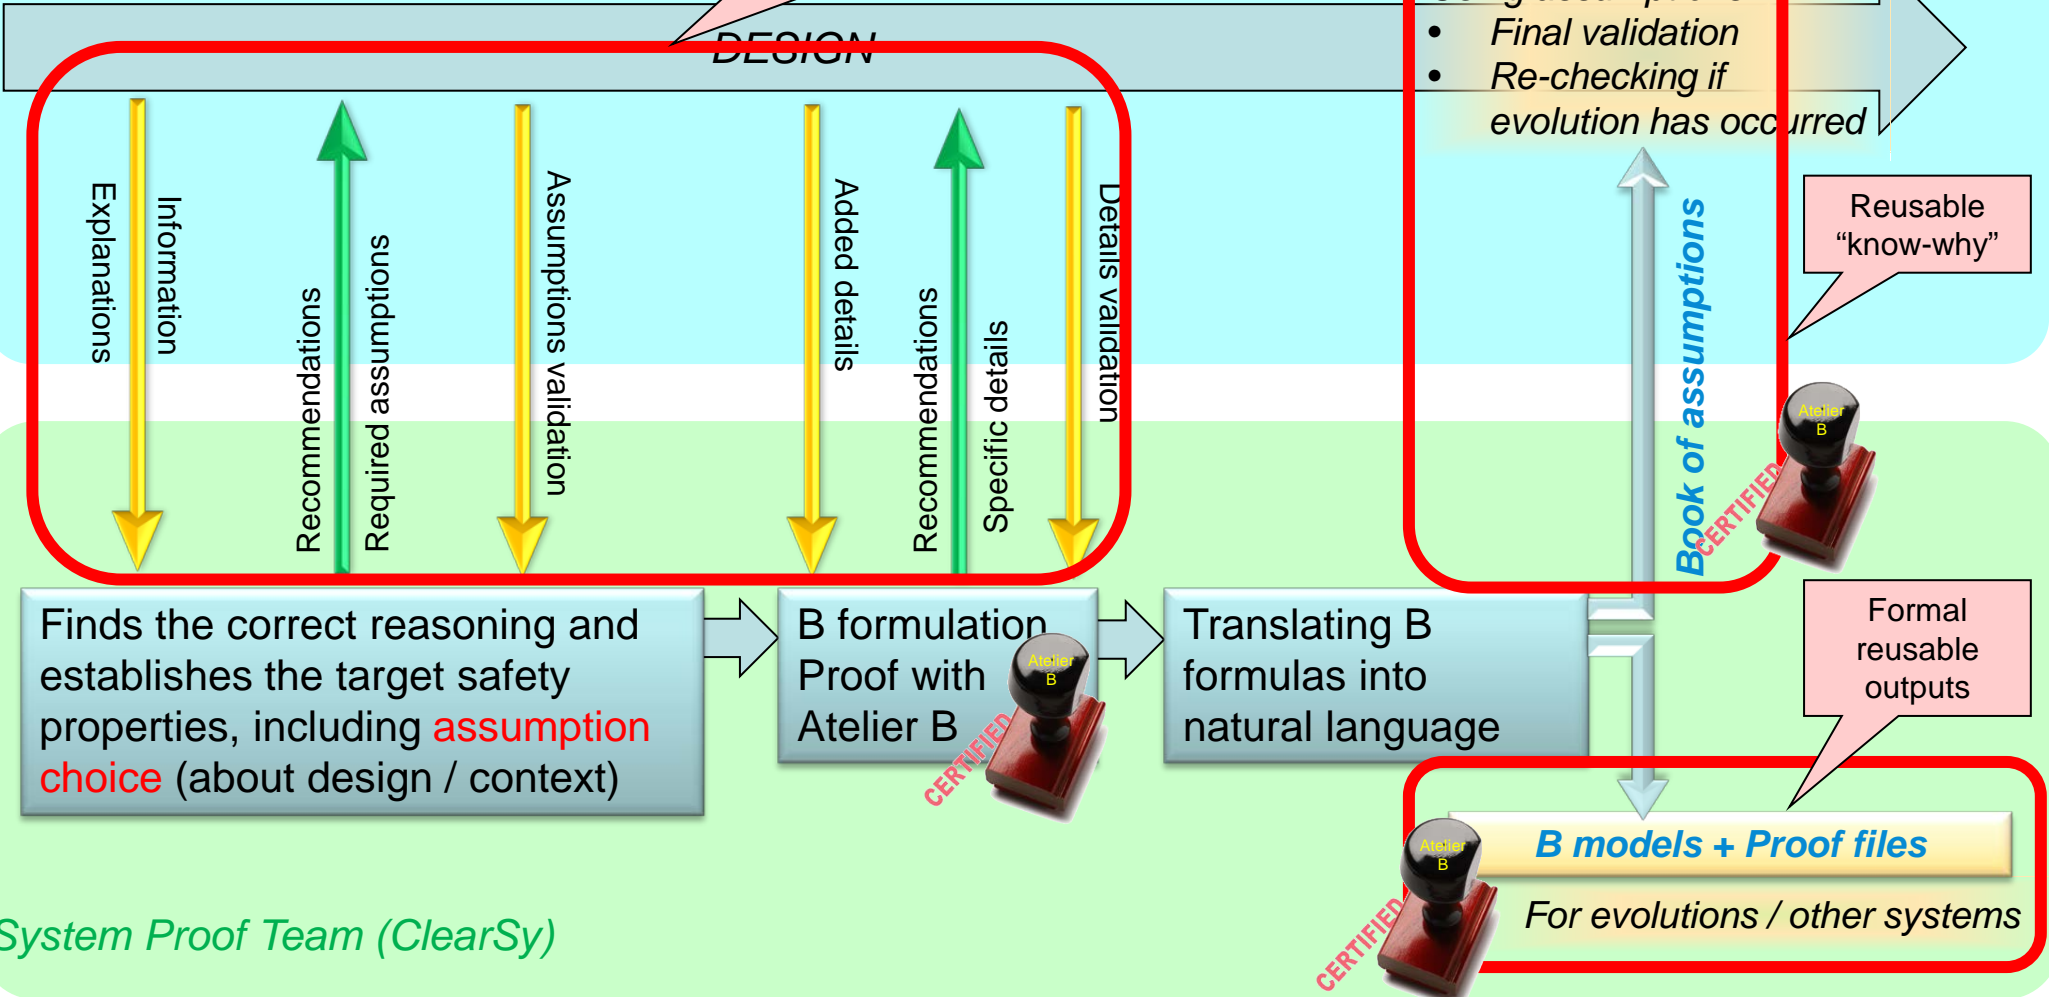 DESIGN
• Final validation
• Re-checking if
evolution has occurred
Explanations
Information
Recommendations
Required assumptions
Assumptions validation
Added details
Recommendations
Specific details
Details validation
Book of assumptions
Reusable
“know-why”
Atelier
B
CERTIFIED
Finds the correct reasoning and
establishes the target safety
properties, including assumption
choice (about design / context)
B formulation
Proof with
Atelier B
Atelier
B
CERTIFIED
Translating B
formulas into
natural language
Formal
reusable
outputs
B models + Proof files
For evolutions / other systems
Atelier
B
CERTIFIED
System Proof Team (ClearSy)